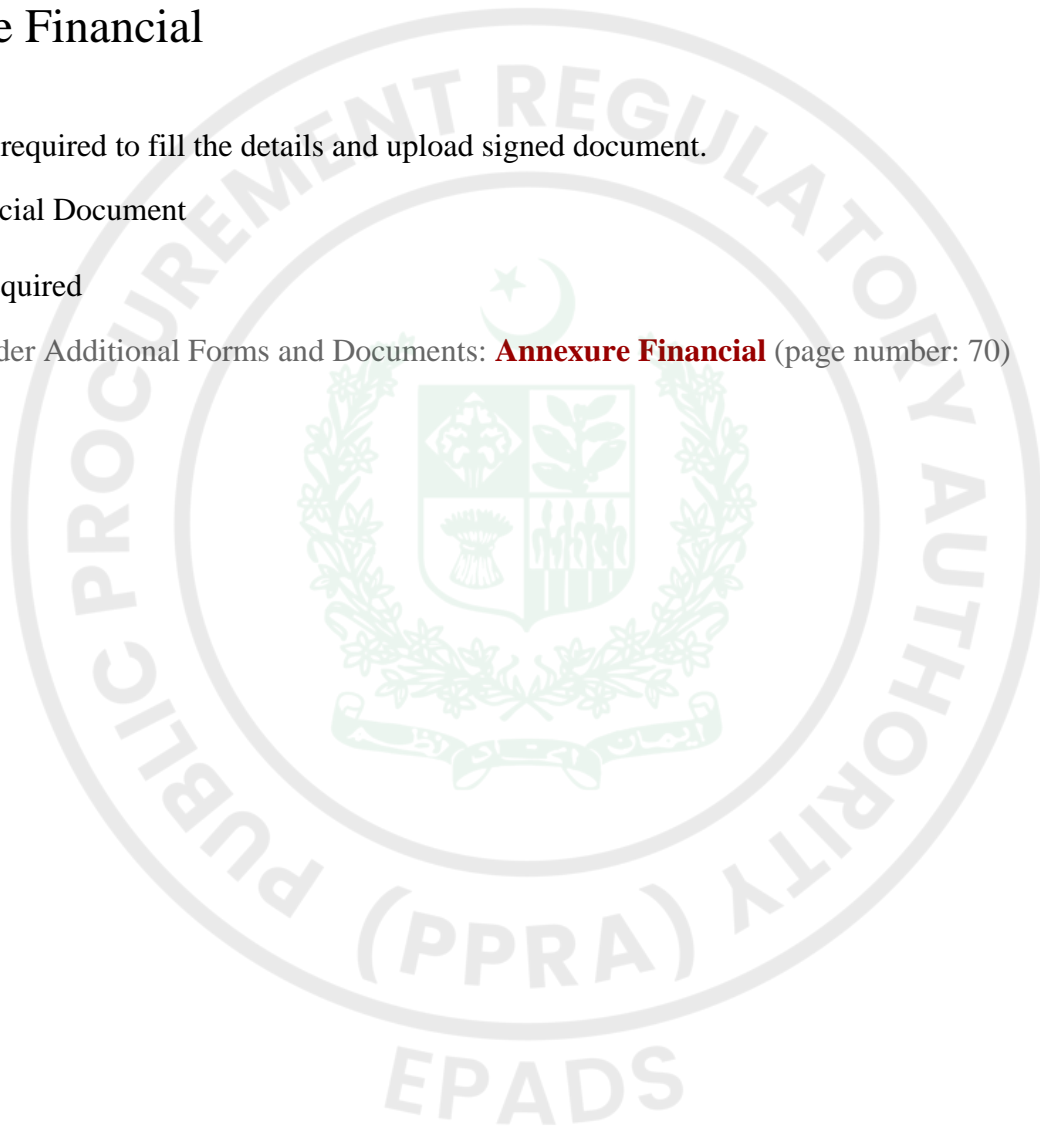 e Financial
required to fill the details and upload signed document.
cial Document
quired
der Additional Forms and Documents: Annexure Financial (page number: 70)
PUBLIC PROCUREMENT REGULATORY AUTHORITY
(PPRA)
EPADS